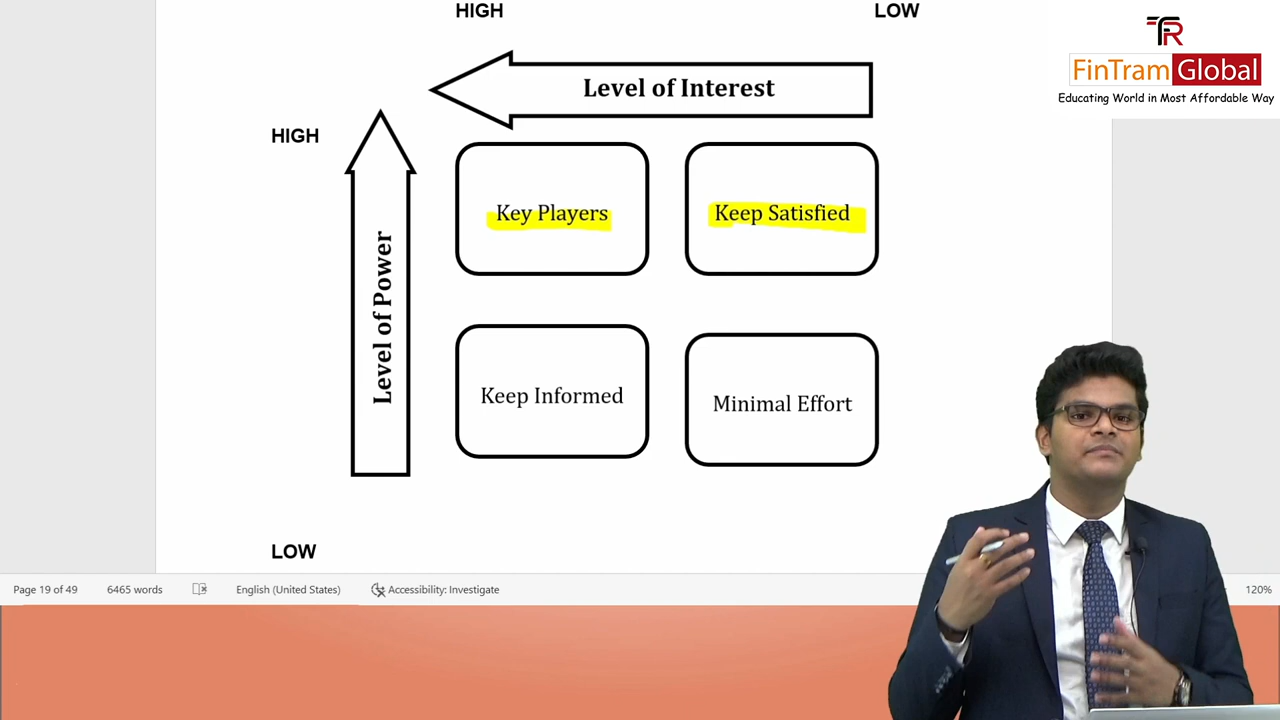 HIGH
LOW
TR
FinTram Global
Educating World in Most Affordable Way
Level of Interest
HIGH
Level of Power
Key Players
Keep Satisfied
Keep Informed
Minimal Effort
LOW
Page 19 of 49
6465 words
English (United States)
Accessibility: Investigate
120%